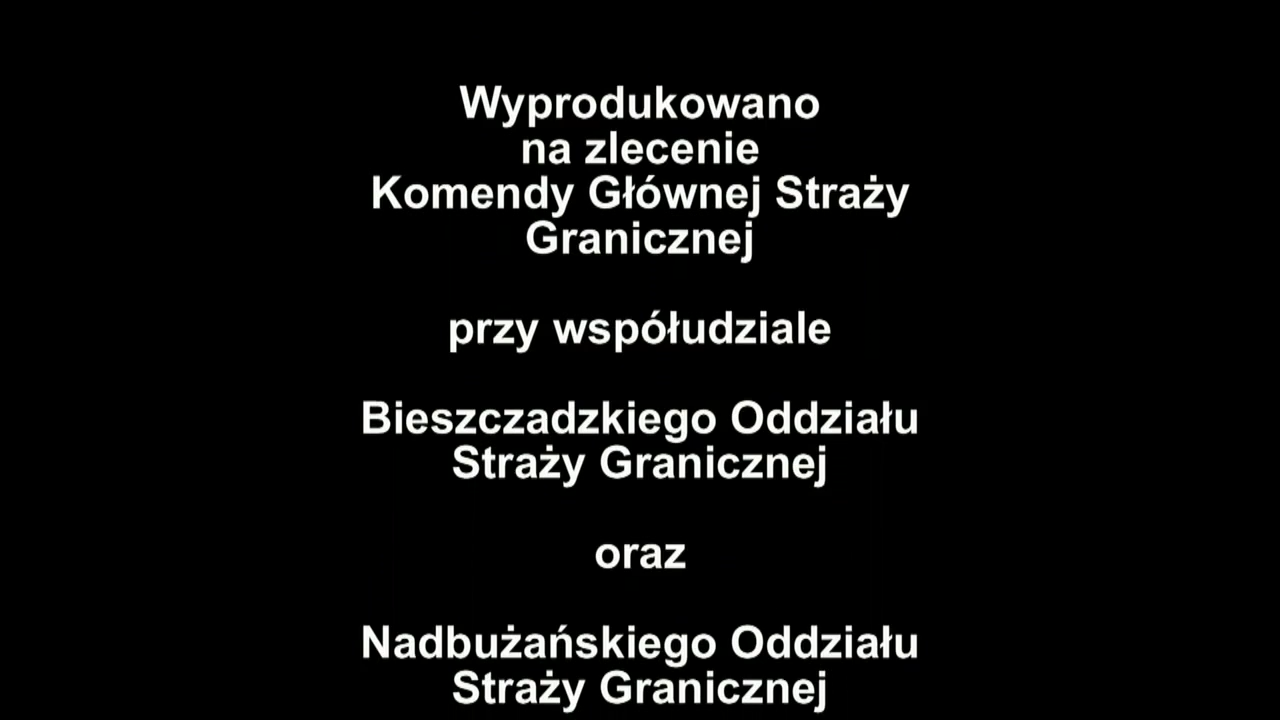 Wyprodukowano
na zlecenie
Komendy Głównej Straży
Granicznej
przy współudziale
Bieszczadzkiego Oddziału
Straży Granicznej
oraz
Nadbużańskiego Oddziału
Straży Granicznej